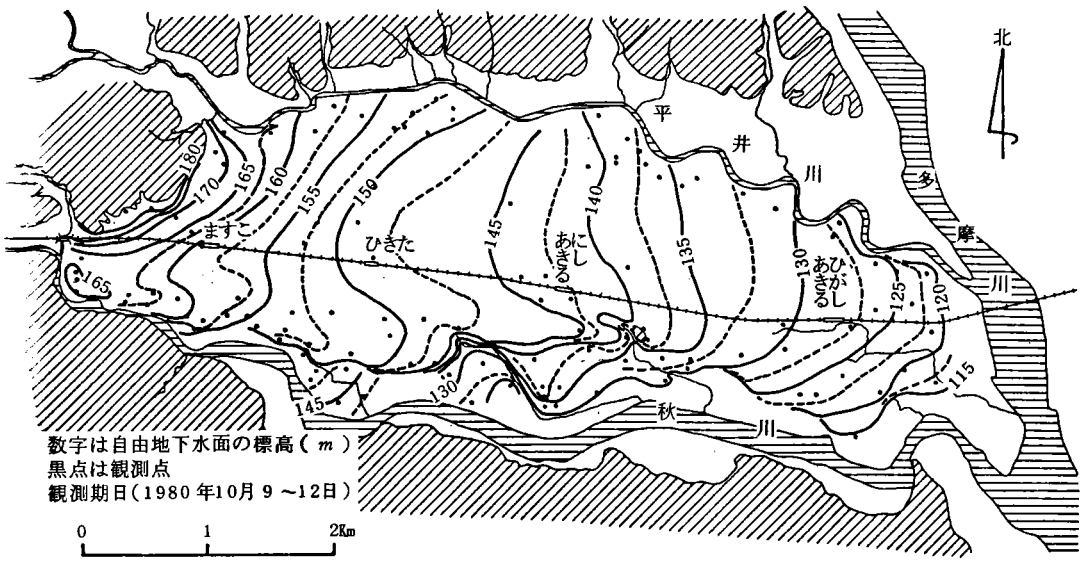 北
平
井
川
多
摩
川
180
170
165
160
155
150
145
140
135
130
125
120
115
ますこ
ひきた
にし
あきる
ひがし
あきる
165
145
130
秋
川
数字は自由地下水面の標高(m)
黒点は観測点
観測期日(1980年10月9~12日)
0 1 2Km